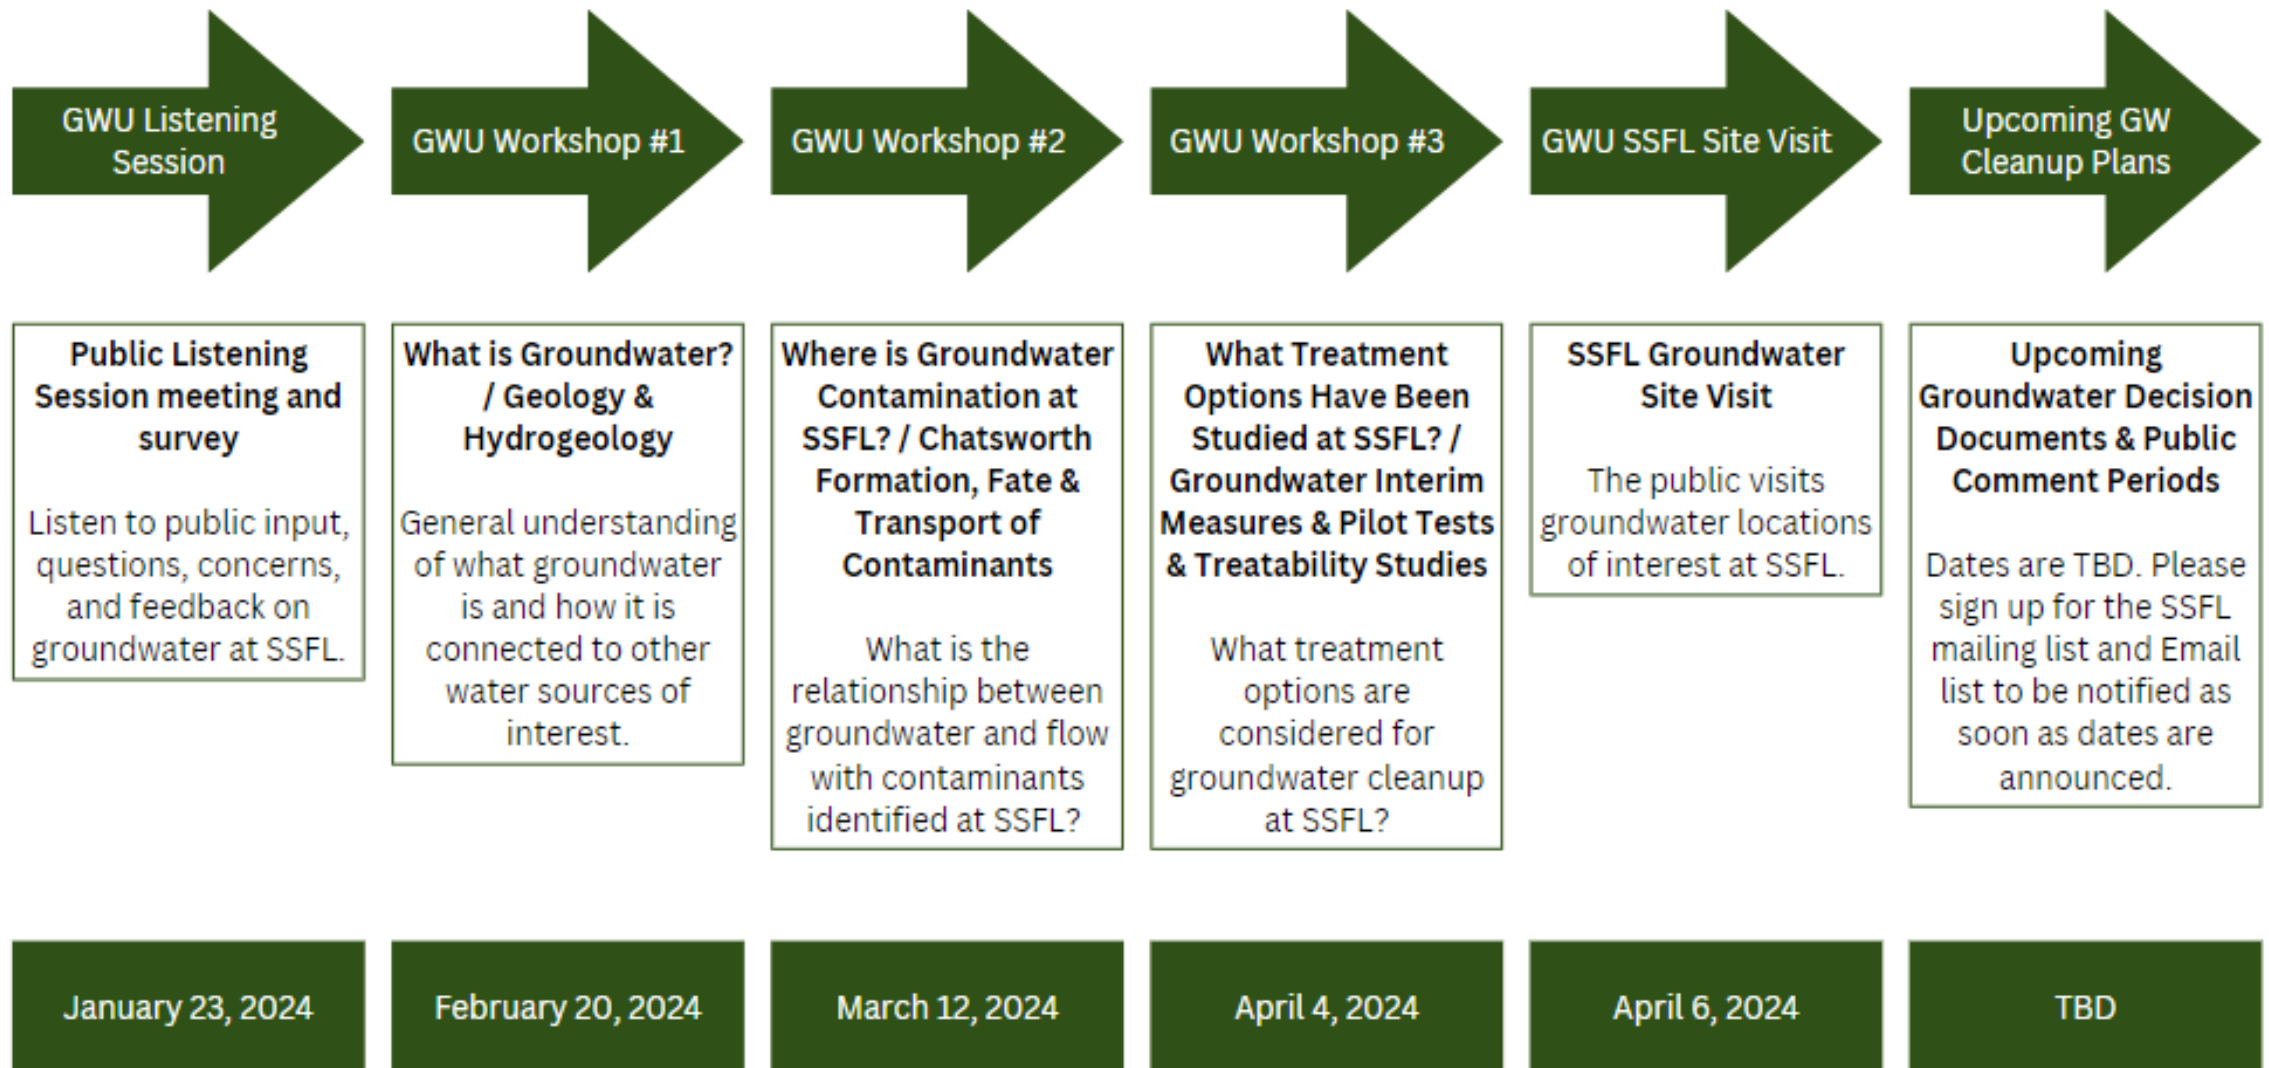 GWU Listening
Session
GWU Workshop #1
GWU Workshop #2
GWU Workshop #3
GWU SSFL Site Visit
Upcoming GW
Cleanup Plans
Public Listening
Session meeting and
survey
Listen to public input,
questions, concerns,
and feedback on
groundwater at SSFL.
What is Groundwater?
/ Geology &
Hydrogeology
General understanding
of what groundwater
is and how it is
connected to other
water sources of
interest.
Where is Groundwater
Contamination at
SSFL? / Chatsworth
Formation, Fate &
Transport of
Contaminants
What is the
relationship between
groundwater and flow
with contaminants
identified at SSFL?
What Treatment
Options Have Been
Studied at SSFL? /
Groundwater Interim
Measures & Pilot Tests
& Treatability Studies
What treatment
options are
considered for
groundwater cleanup
at SSFL?
SSFL Groundwater
Site Visit
The public visits
groundwater locations
of interest at SSFL.
Upcoming
Groundwater Decision
Documents & Public
Comment Periods
Dates are TBD. Please
sign up for the SSFL
mailing list and Email
list to be notified as
soon as dates are
announced.
January 23, 2024
February 20, 2024
March 12, 2024
April 4, 2024
April 6, 2024
TBD